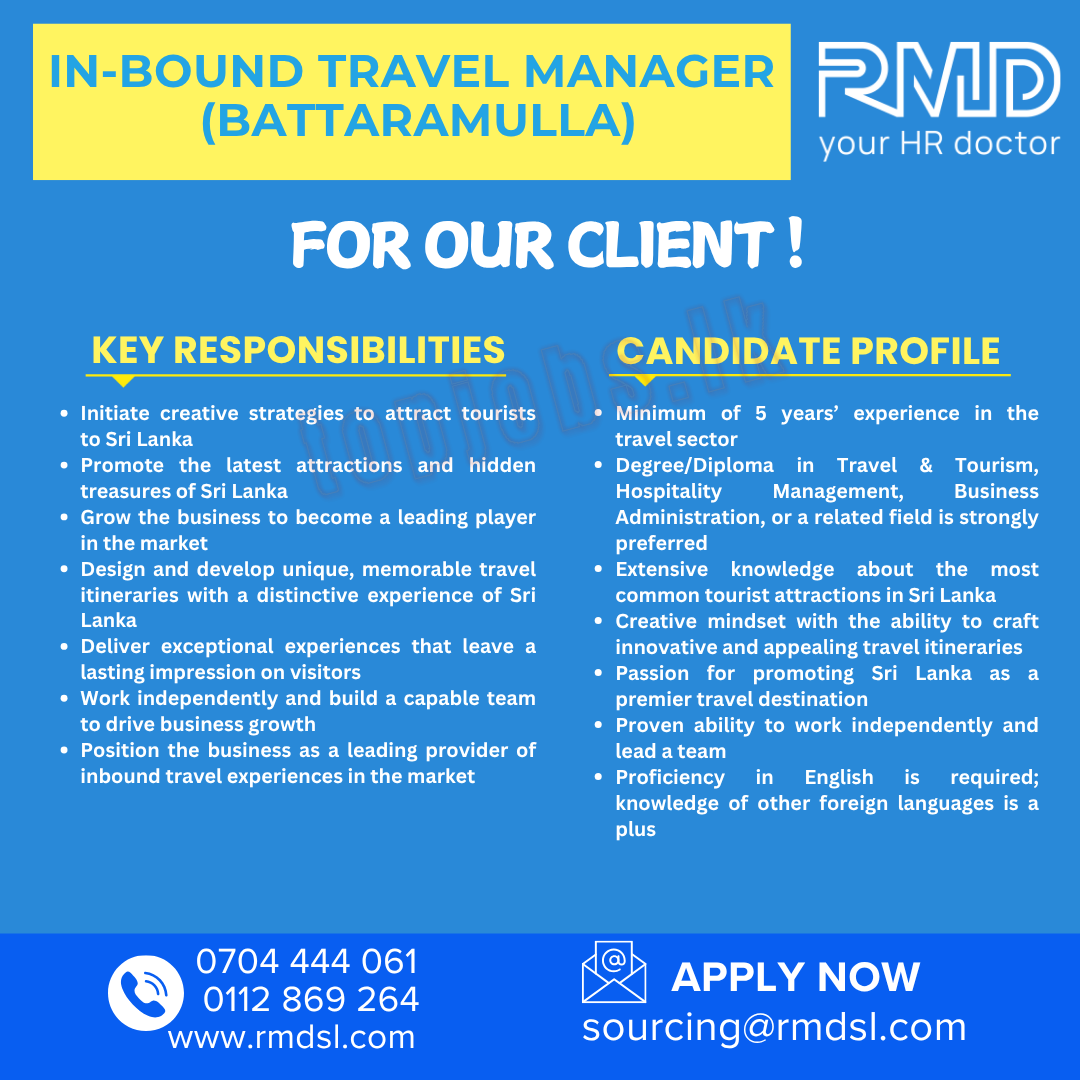 IN-BOUND TRAVEL MANAGER
(BATTARAMULLA)
RMD
your HR doctor
FOR OUR CLIENT !
topjobs.lk
KEY RESPONSIBILITIES
• Initiate creative strategies to attract tourists
to Sri Lanka
• Promote the latest attractions and hidden
treasures of Sri Lanka
• Grow the business to become a leading player
in the market
• Design and develop unique, memorable travel
itineraries with a distinctive experience of Sri
Lanka
• Deliver exceptional experiences that leave a
lasting impression on visitors
• Work independently and build a capable team
to drive business growth
• Position the business as a leading provider of
inbound travel experiences in the market
CANDIDATE PROFILE
• Minimum of 5 years’ experience in the
travel sector
• Degree/Diploma in Travel & Tourism,
Hospitality Management, Business
Administration, or a related field is strongly
preferred
• Extensive knowledge about the most
common tourist attractions in Sri Lanka
• Creative mindset with the ability to craft
innovative and appealing travel itineraries
• Passion for promoting Sri Lanka as a
premier travel destination
• Proven ability to work independently and
lead a team
• Proficiency in English is required;
knowledge of other foreign languages is a
plus
0704 444 061
0112 869 264
www.rmdsl.com
@
APPLY NOW
sourcing@rmdsl.com